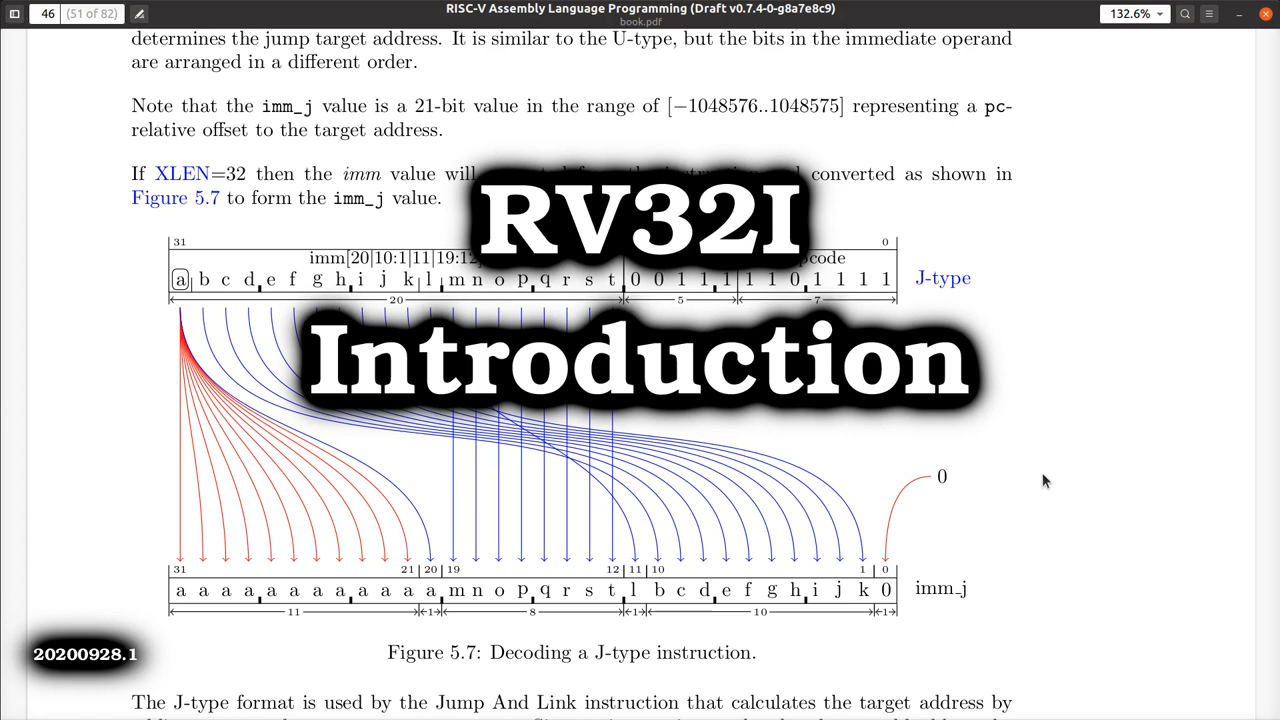 46 (51 of 82) RISC-V Assembly Language Programming (Draft v0.7.4-0-g8a7e8c9) 132.6%
book.pdf
determines the jump target address. It is similar to the U-type, but the bits in the immediate operand
are arranged in a different order.
Note that the imm_j value is a 21-bit value in the range of [−1048576..1048575] representing a pc-
relative offset to the target address.
If XLEN=32 then the imm value will converted as shown in
Figure 5.7 to form the imm_j value.
RV32I
31 0
imm[20|10:1|11|19:12
a b c d e f g h i j k l m n o p q r s t 0 0 1 1 1 1 1 0 1 1 1 1 J-type
20 5 7
Introduction
0
31 21 20 19 12 11 10 1 0
a a a a a a a a a a a a m n o p q r s t l b c d e f g h i j k 0 imm_j
11 1 8 1 10 1
20200928.1
Figure 5.7: Decoding a J-type instruction.
The J-type format is used by the Jump And Link instruction that calculates the target address by